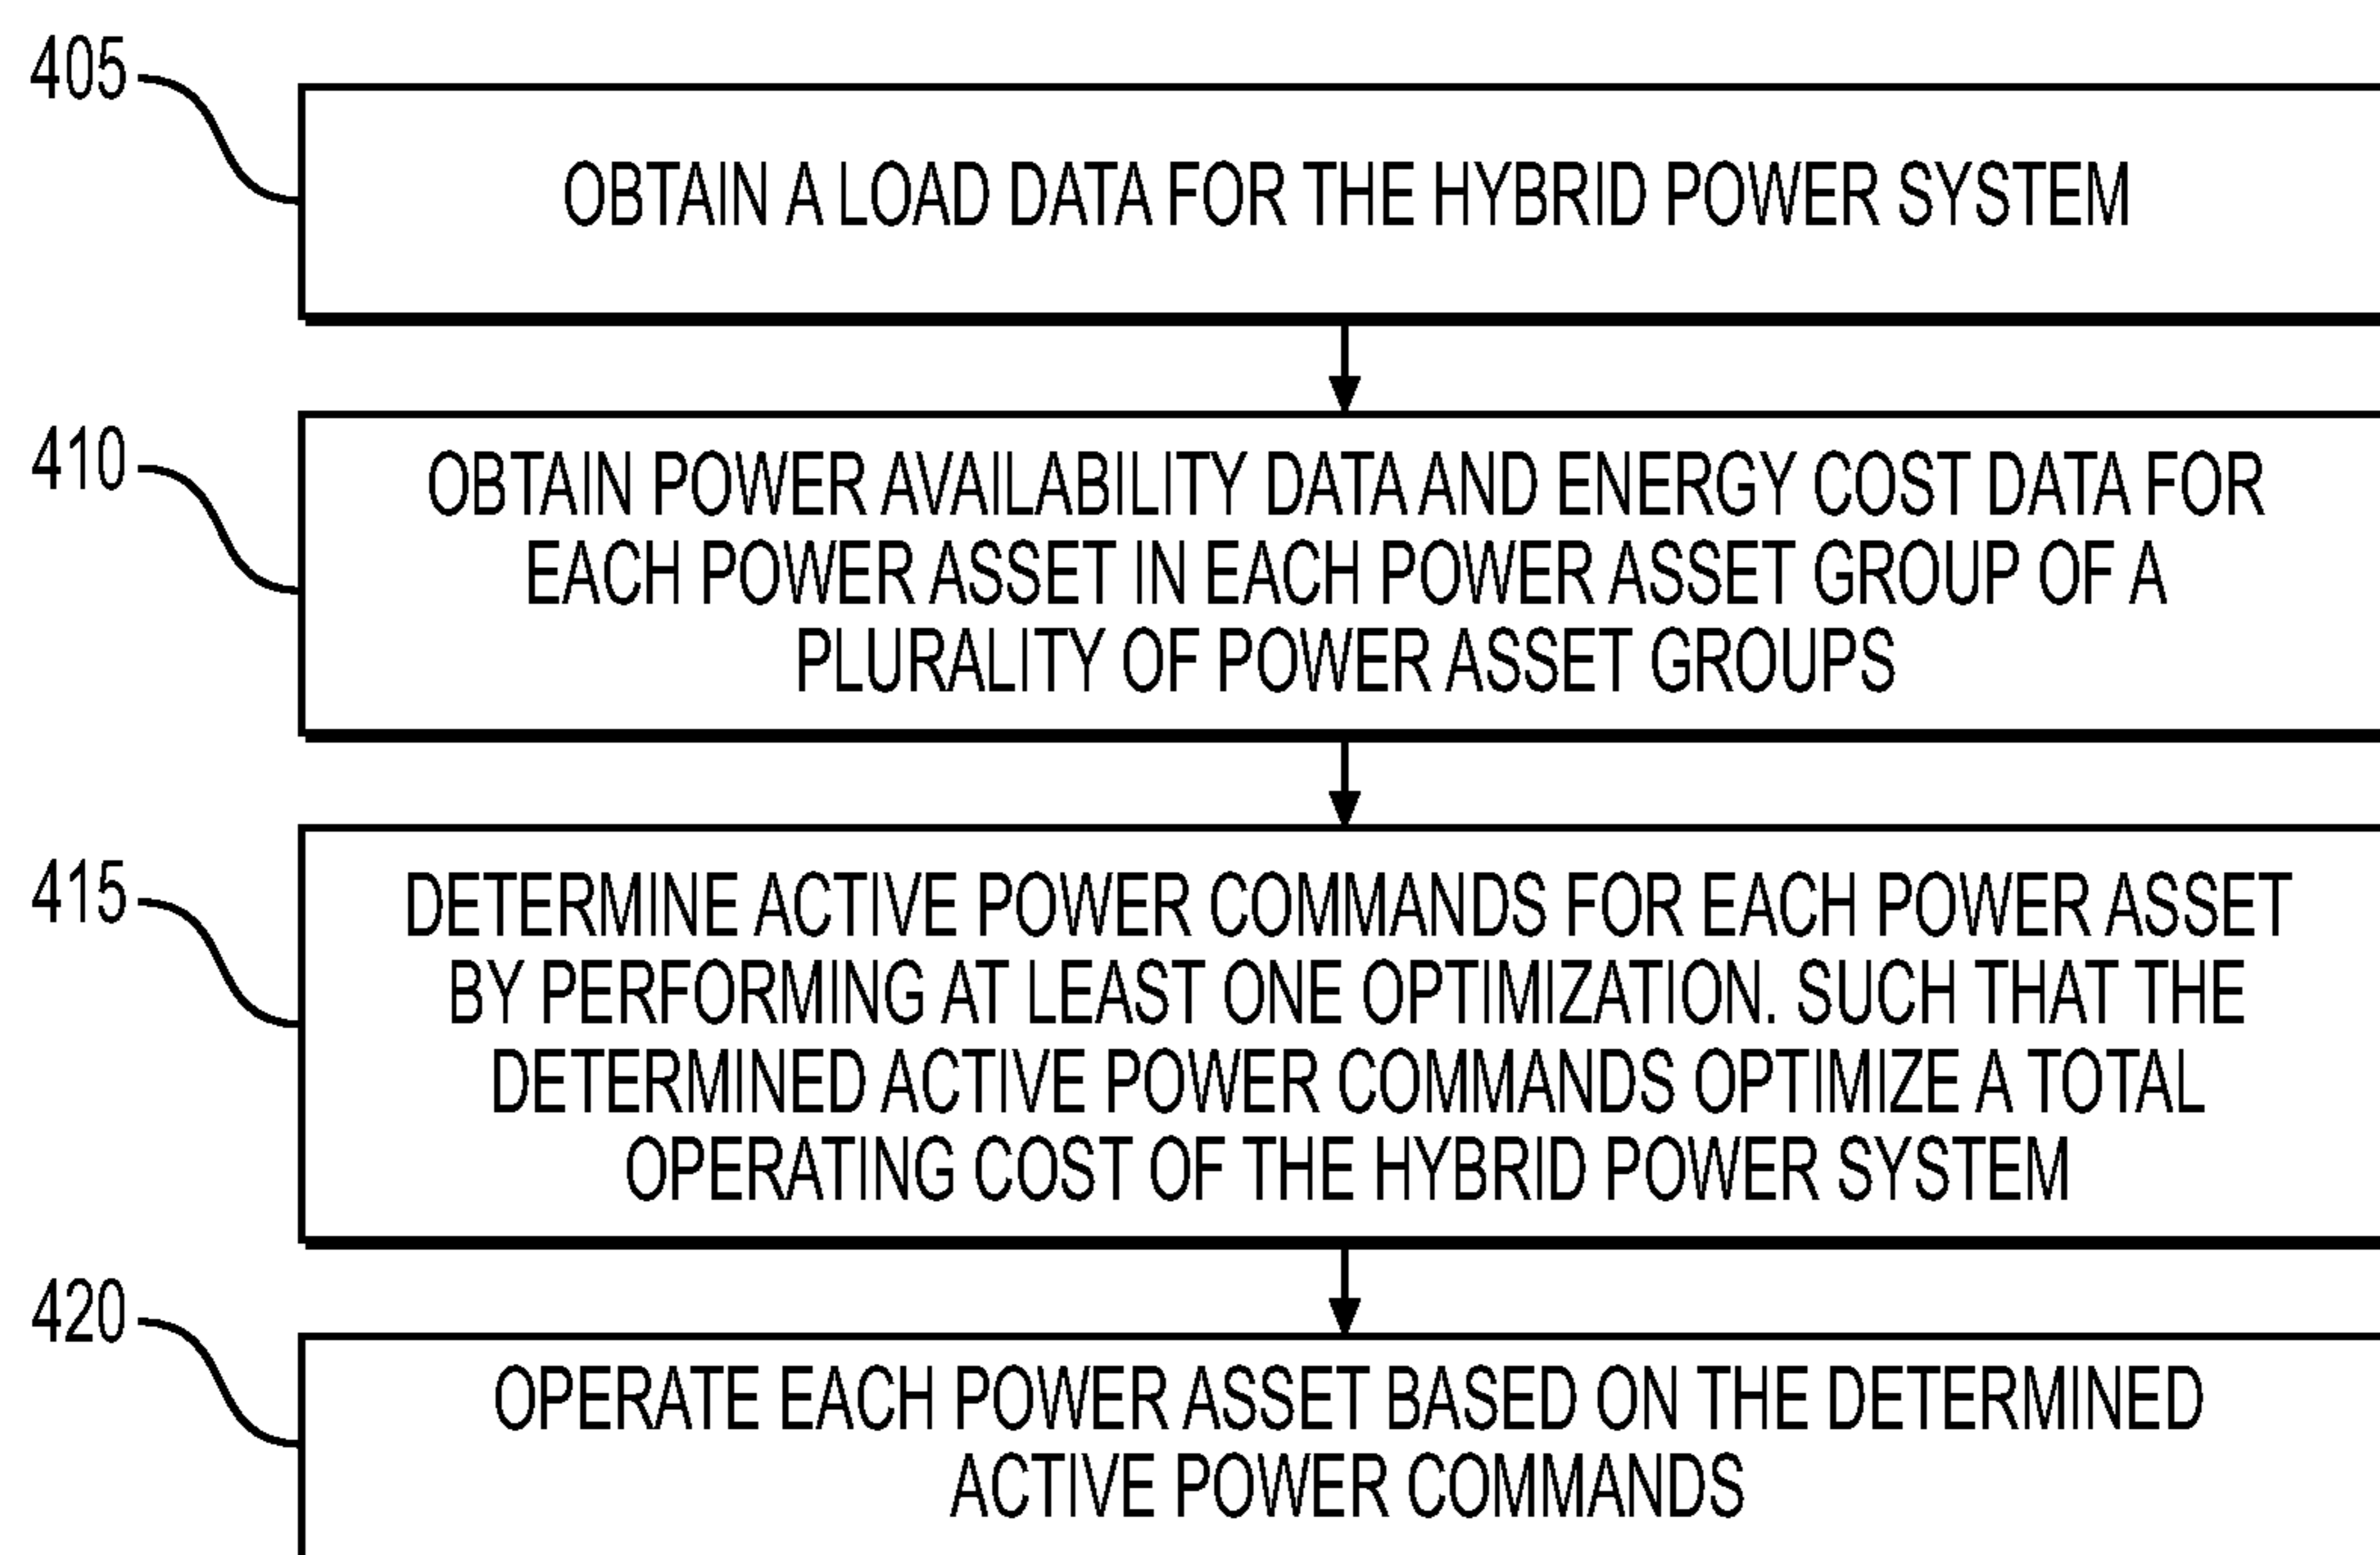 405
OBTAIN A LOAD DATA FOR THE HYBRID POWER SYSTEM
410
OBTAIN POWER AVAILABILITY DATA AND ENERGY COST DATA FOR
EACH POWER ASSET IN EACH POWER ASSET GROUP OF A
PLURALITY OF POWER ASSET GROUPS
415
DETERMINE ACTIVE POWER COMMANDS FOR EACH POWER ASSET
BY PERFORMING AT LEAST ONE OPTIMIZATION. SUCH THAT THE
DETERMINED ACTIVE POWER COMMANDS OPTIMIZE A TOTAL
OPERATING COST OF THE HYBRID POWER SYSTEM
420
OPERATE EACH POWER ASSET BASED ON THE DETERMINED
ACTIVE POWER COMMANDS